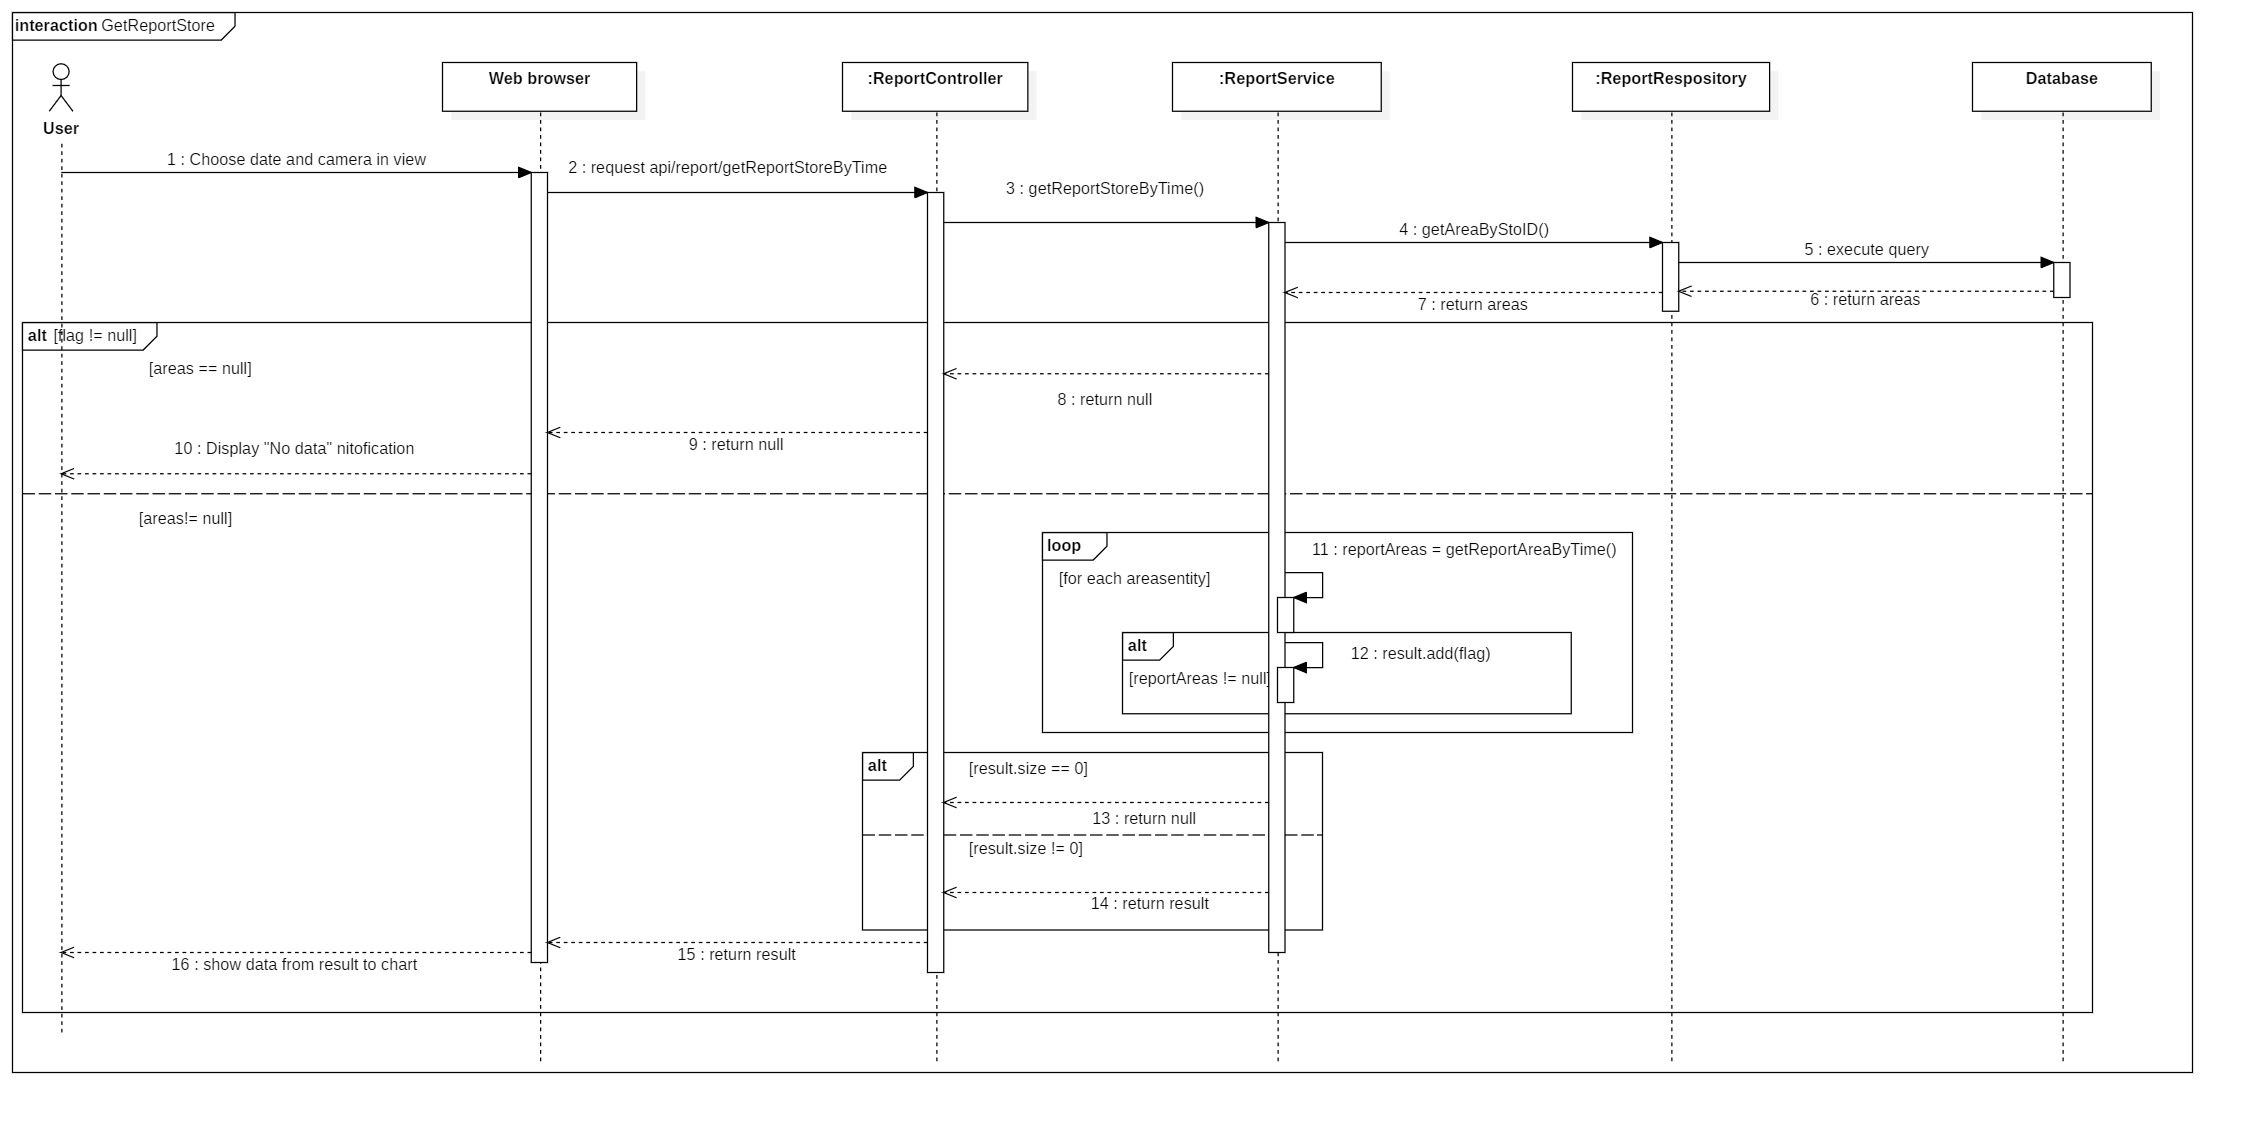 interaction GetReportStore
User
Web browser
:ReportController
:ReportService
:ReportRespository
Database
1 : Choose date and camera in view
2 : request api/report/getReportStoreByTime
3 : getReportStoreByTime()
4 : getAreaByStoID()
5 : execute query
6 : return areas
7 : return areas
alt [flag != null]
[areas == null]
8 : return null
9 : return null
10 : Display "No data" nitofication
[areas!= null]
loop
11 : reportAreas = getReportAreaByTime()
[for each areasentity]
alt
12 : result.add(flag)
[reportAreas != null]
alt
[result.size == 0]
13 : return null
[result.size != 0]
14 : return result
15 : return result
16 : show data from result to chart